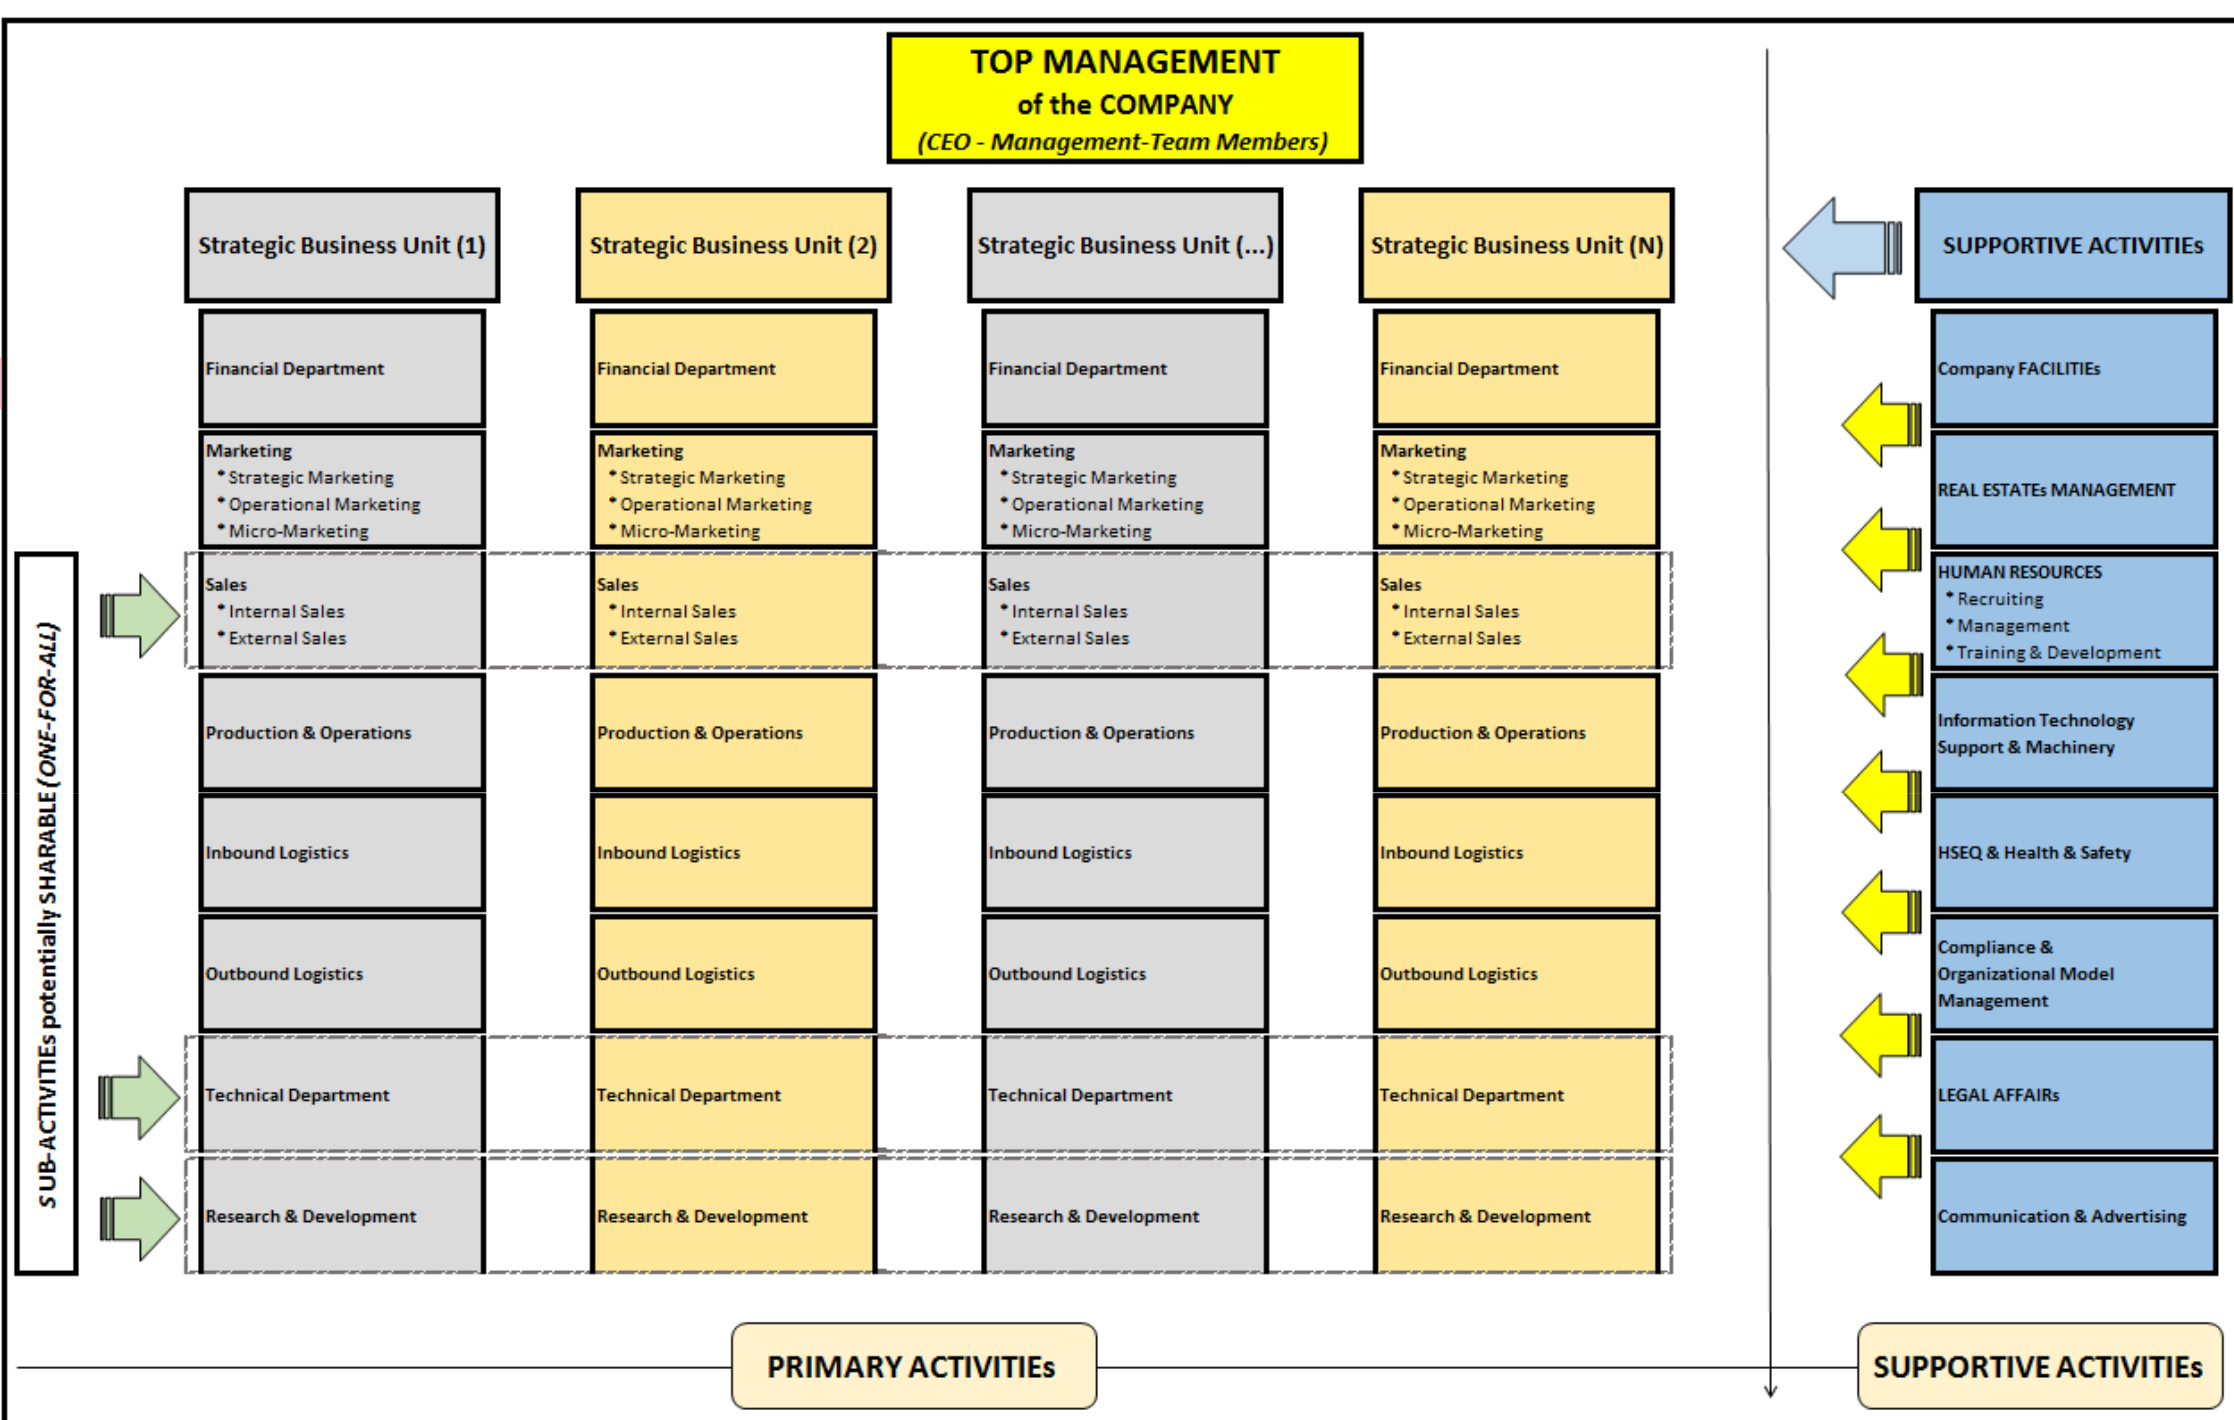 TOP MANAGEMENT
of the COMPANY
(CEO - Management-Team Members)
Strategic Business Unit (1)
Strategic Business Unit (2)
Strategic Business Unit (...)
Strategic Business Unit (N)
SUPPORTIVE ACTIVITIEs
Financial Department
Financial Department
Financial Department
Financial Department
Company FACILITIEs
Marketing
* Strategic Marketing
* Operational Marketing
* Micro-Marketing
Marketing
* Strategic Marketing
* Operational Marketing
* Micro-Marketing
Marketing
* Strategic Marketing
* Operational Marketing
* Micro-Marketing
Marketing
* Strategic Marketing
* Operational Marketing
* Micro-Marketing
REAL ESTATEs MANAGEMENT
SUB-ACTIVITIEs potentially SHARABLE (ONE-FOR-ALL)
Sales
* Internal Sales
* External Sales
Sales
* Internal Sales
* External Sales
Sales
* Internal Sales
* External Sales
Sales
* Internal Sales
* External Sales
HUMAN RESOURCES
* Recruiting
* Management
* Training & Development
Production & Operations
Production & Operations
Production & Operations
Production & Operations
Information Technology
Support & Machinery
Inbound Logistics
Inbound Logistics
Inbound Logistics
Inbound Logistics
HSEQ & Health & Safety
Outbound Logistics
Outbound Logistics
Outbound Logistics
Outbound Logistics
Compliance &
Organizational Model
Management
Technical Department
Technical Department
Technical Department
Technical Department
LEGAL AFFAIRs
Research & Development
Research & Development
Research & Development
Research & Development
Communication & Advertising
PRIMARY ACTIVITIEs
SUPPORTIVE ACTIVITIEs